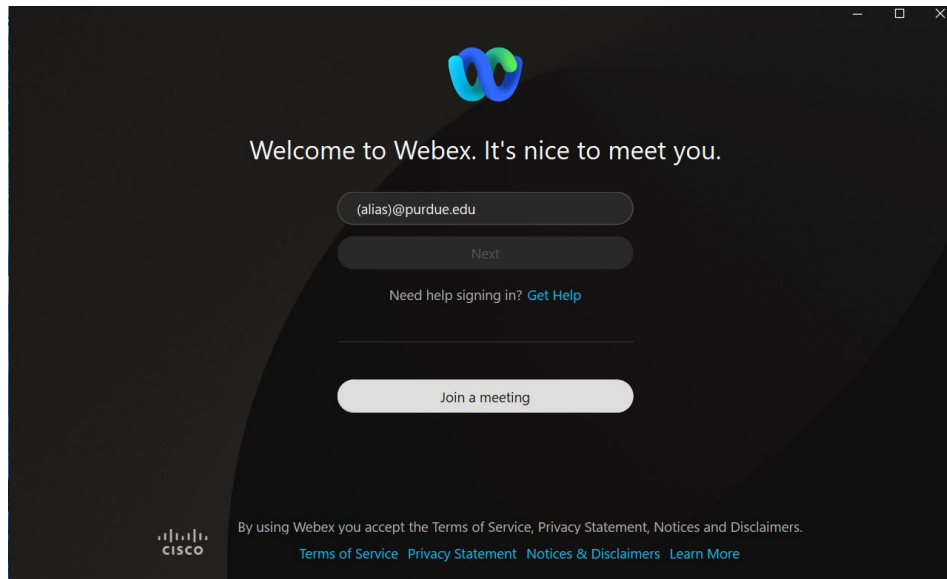 Welcome to Webex. It's nice to meet you.
(alias)@purdue.edu
Next
Need help signing in? Get Help
Join a meeting
By using Webex you accept the Terms of Service, Privacy Statement, Notices and Disclaimers.
CISCO
Terms of Service Privacy Statement Notices & Disclaimers Learn More